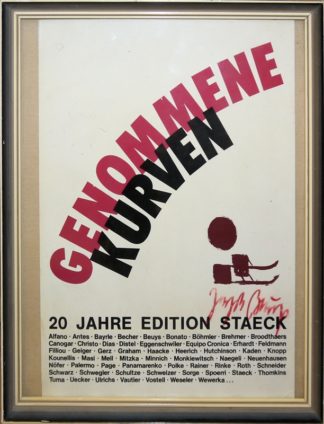 GENOMMENE
KURVEN
20 JAHRE EDITION STAECK
Alfano · Antes · Bayrle · Becher · Beuys · Bonato · Böhmler · Brehmer · Broodthaers
Canogar · Christo · Dias · Distel · Eggenschwiler · Equipo Cronica · Erhardt · Feldmann
Filliou · Geiger · Gerz · Graham · Haacke · Heerich · Hutchinson · Kaden · Knopp
Kounellis · Masi · Mell · Mitzka · Minnich · Monkiewitsch · Naegeli · Neuenhausen
Nöfer · Palermo · Page · Panamarenko · Polke · Rainer · Rinke · Roth · Schneider
Schwarz · Schwegler · Schultze · Schweizer · Sorge · Spoerri · Staeck · Thomkins
Tuma · Uecker · Ulrichs · Vautier · Vostell · Weseler · Wewerka ...